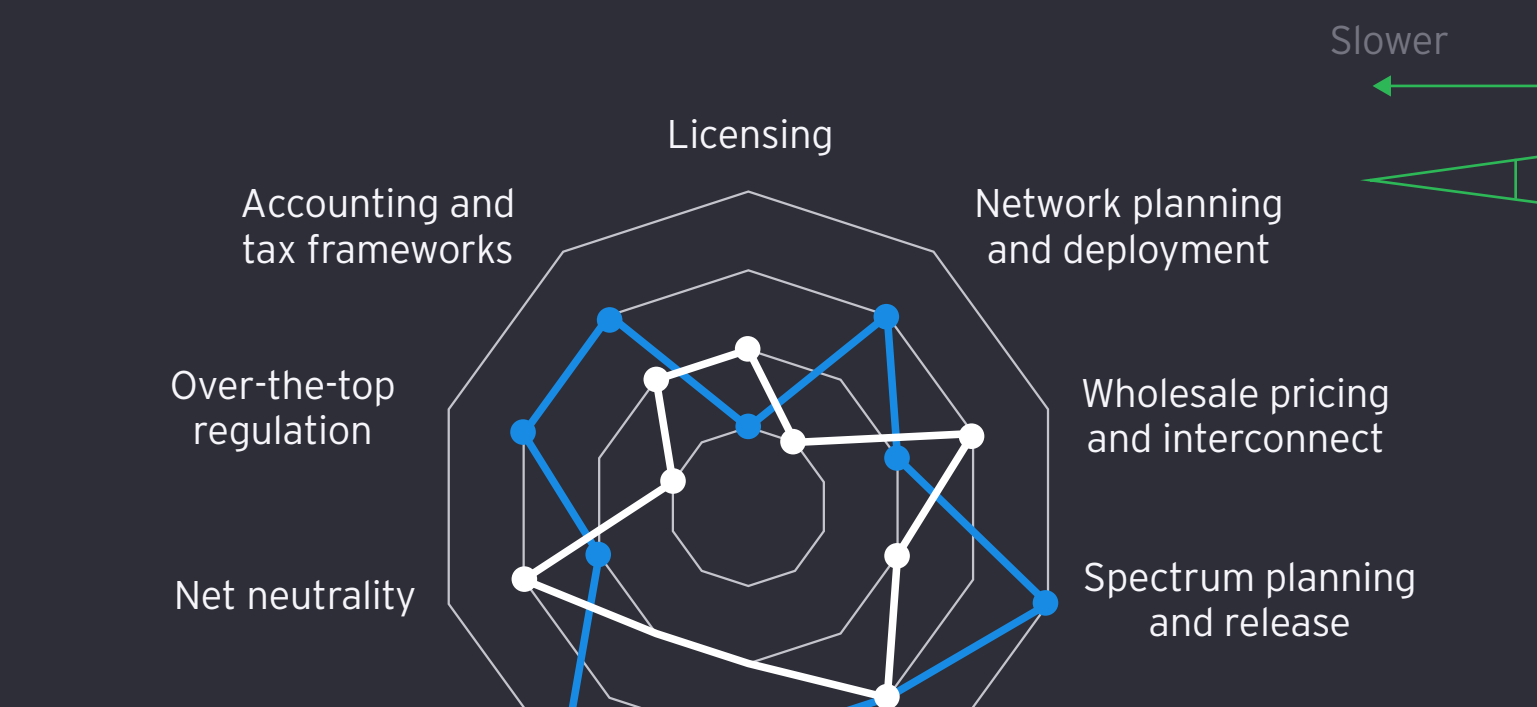 Slower
Licensing
Accounting and
tax frameworks
Network planning
and deployment
Over-the-top
regulation
Wholesale pricing
and interconnect
Net neutrality
Spectrum planning
and release